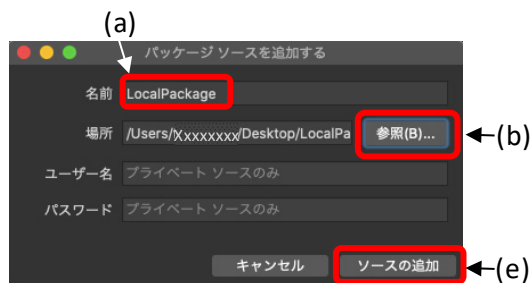 (a)
パッケージ ソースを追加する
名前 LocalPackage
場所 /Users/xxxxxxxx/Desktop/LocalPa 参照(B)... (b)
ユーザー名 プライベート ソースのみ
パスワード プライベート ソースのみ
キャンセル ソースの追加 (e)